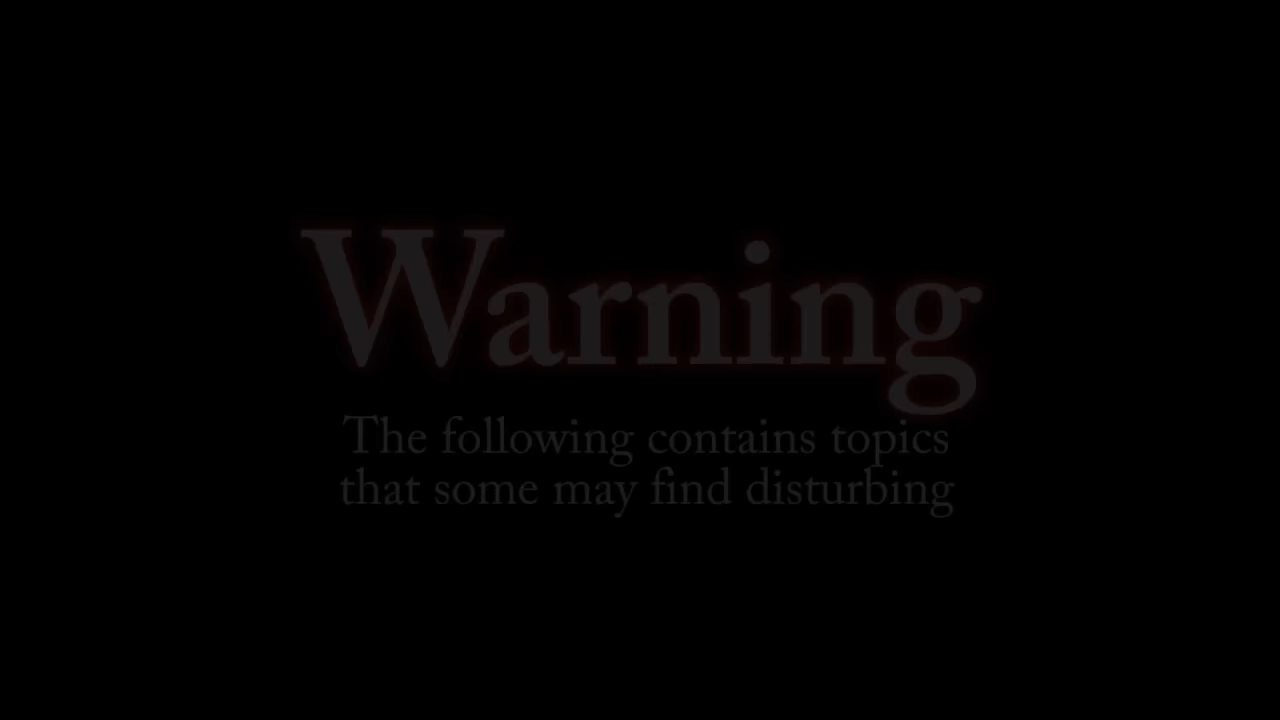 Warning
The following contains topics
that some may find disturbing